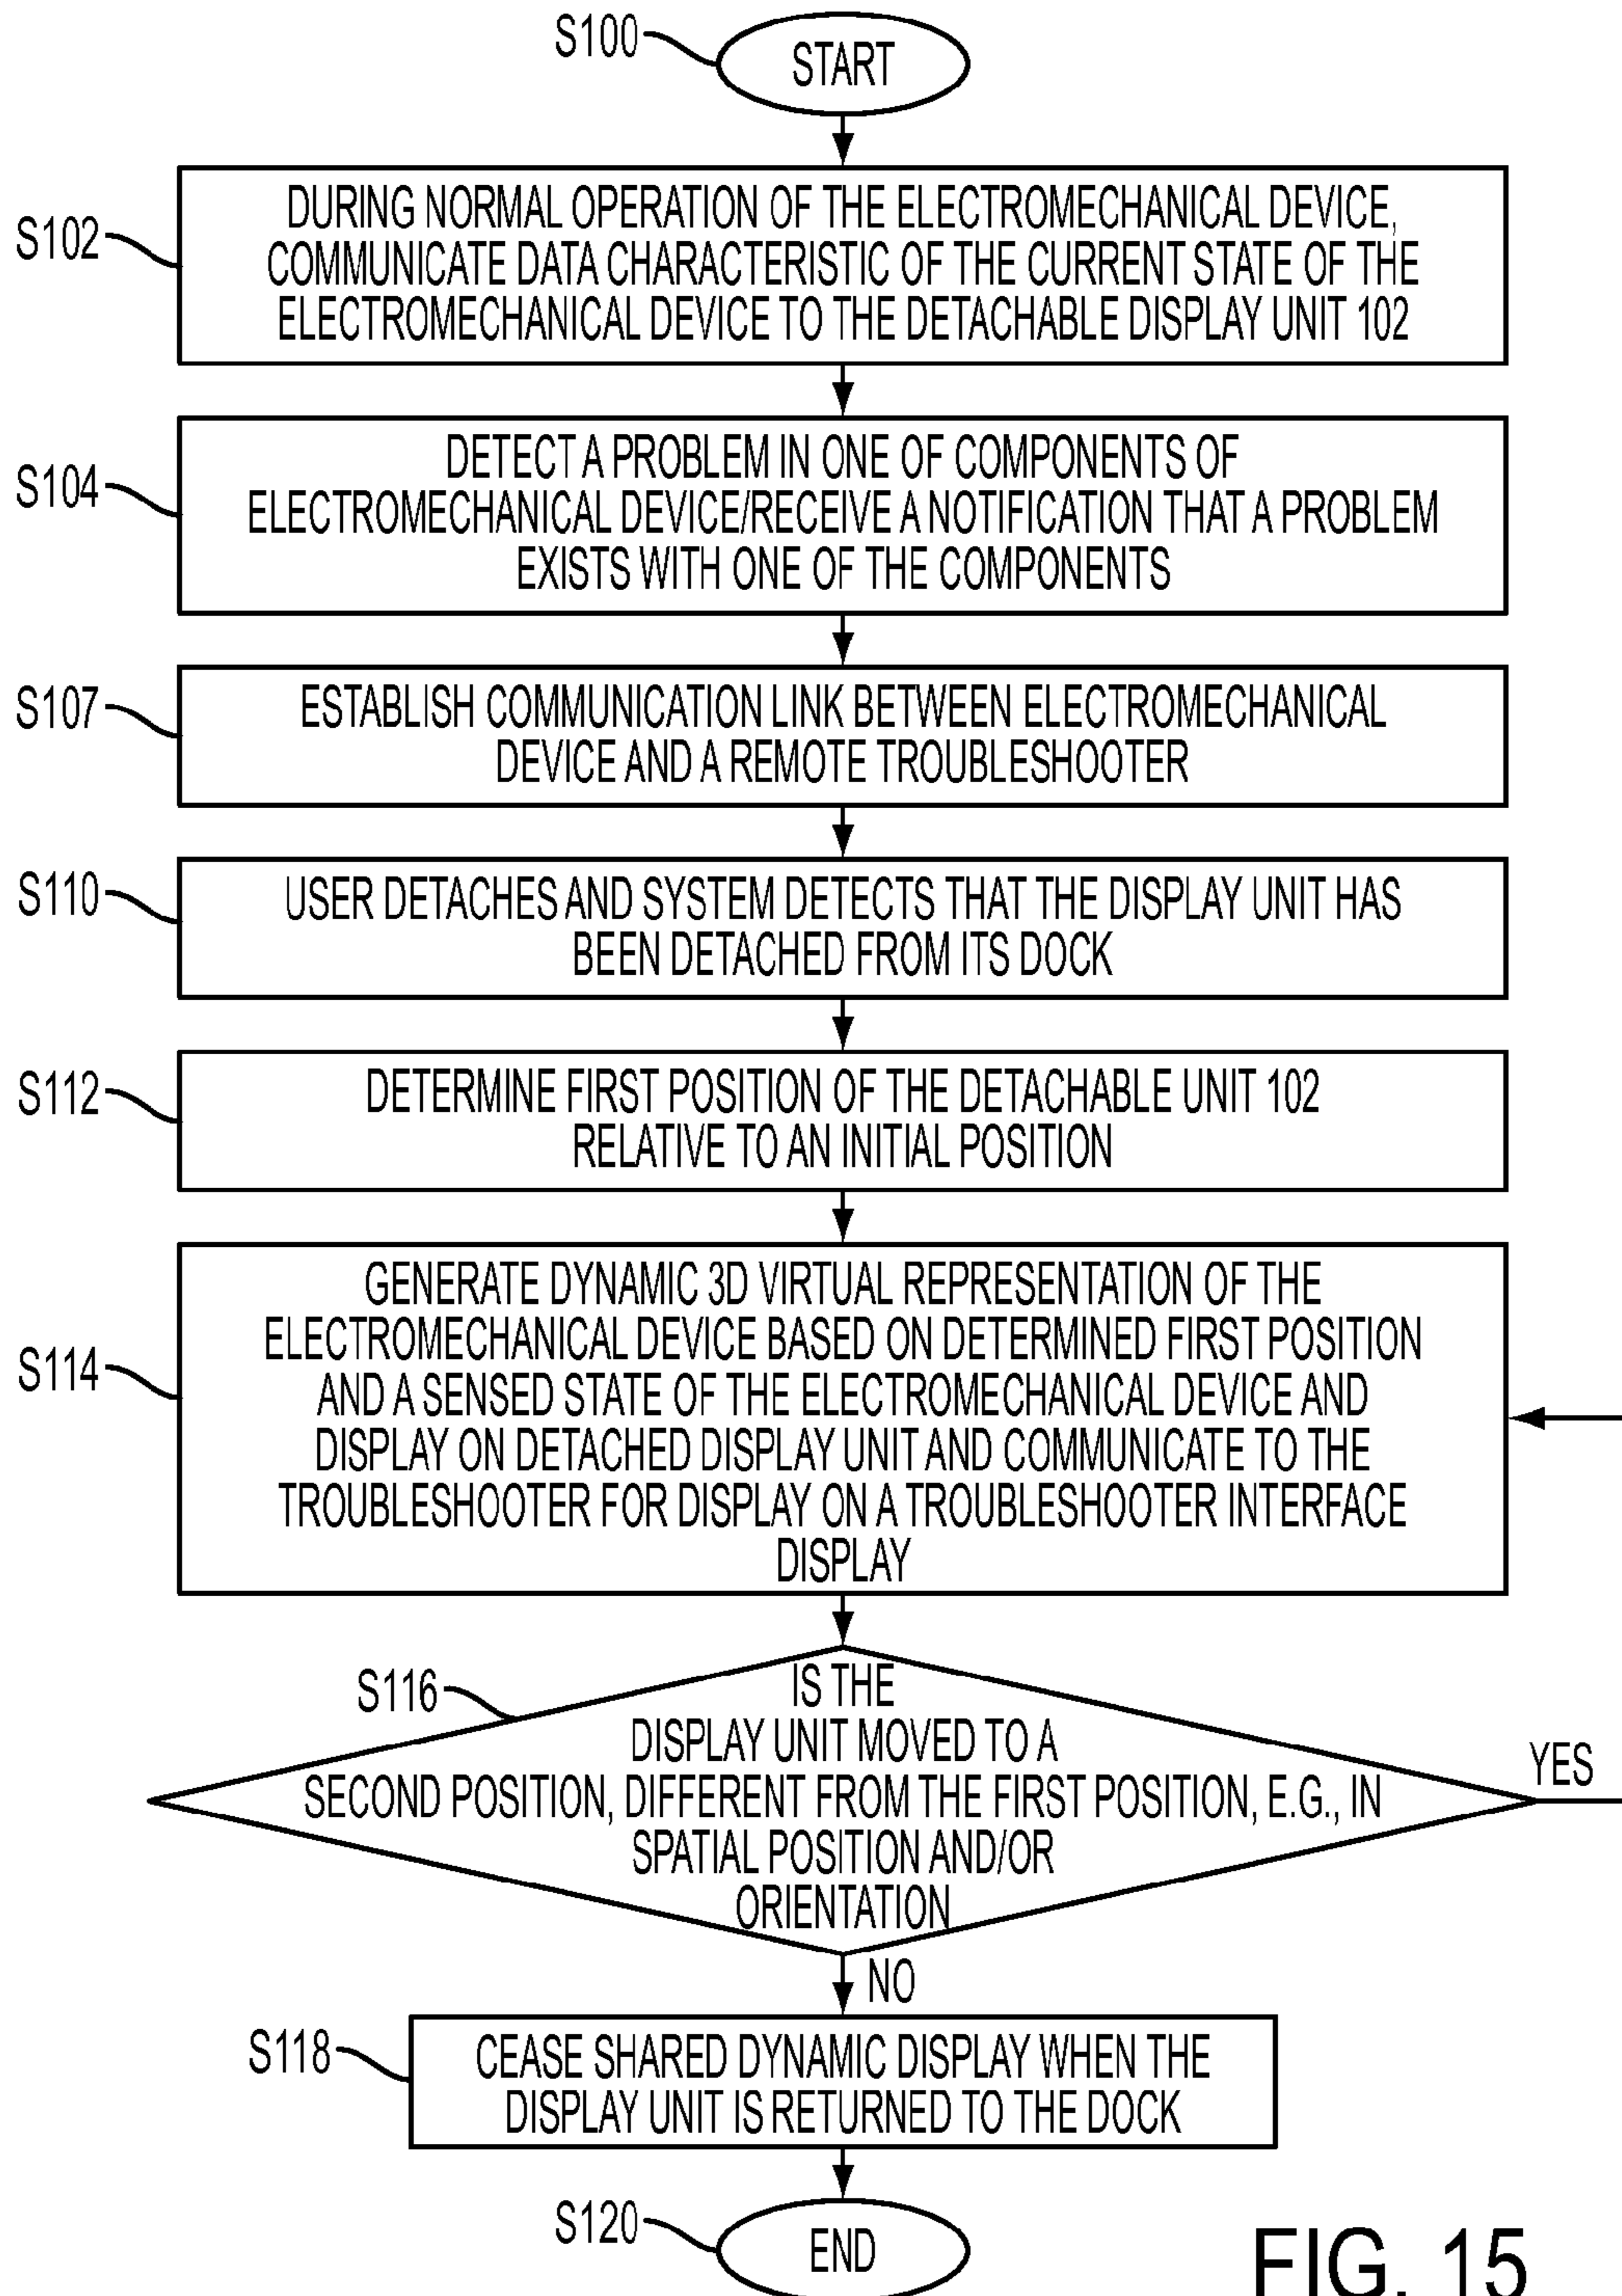 S100
START
S102
DURING NORMAL OPERATION OF THE ELECTROMECHANICAL DEVICE,
COMMUNICATE DATA CHARACTERISTIC OF THE CURRENT STATE OF THE
ELECTROMECHANICAL DEVICE TO THE DETACHABLE DISPLAY UNIT 102
S104
DETECT A PROBLEM IN ONE OF COMPONENTS OF
ELECTROMECHANICAL DEVICE/RECEIVE A NOTIFICATION THAT A PROBLEM
EXISTS WITH ONE OF THE COMPONENTS
S107
ESTABLISH COMMUNICATION LINK BETWEEN ELECTROMECHANICAL
DEVICE AND A REMOTE TROUBLESHOOTER
S110
USER DETACHES AND SYSTEM DETECTS THAT THE DISPLAY UNIT HAS
BEEN DETACHED FROM ITS DOCK
S112
DETERMINE FIRST POSITION OF THE DETACHABLE UNIT 102
RELATIVE TO AN INITIAL POSITION
S114
GENERATE DYNAMIC 3D VIRTUAL REPRESENTATION OF THE
ELECTROMECHANICAL DEVICE BASED ON DETERMINED FIRST POSITION
AND A SENSED STATE OF THE ELECTROMECHANICAL DEVICE AND
DISPLAY ON DETACHED DISPLAY UNIT AND COMMUNICATE TO THE
TROUBLESHOOTER FOR DISPLAY ON A TROUBLESHOOTER INTERFACE
DISPLAY
S116
IS THE
DISPLAY UNIT MOVED TO A
SECOND POSITION, DIFFERENT FROM THE FIRST POSITION, E.G., IN
SPATIAL POSITION AND/OR
ORIENTATION
YES
NO
S118
CEASE SHARED DYNAMIC DISPLAY WHEN THE
DISPLAY UNIT IS RETURNED TO THE DOCK
S120
END
FIG. 15